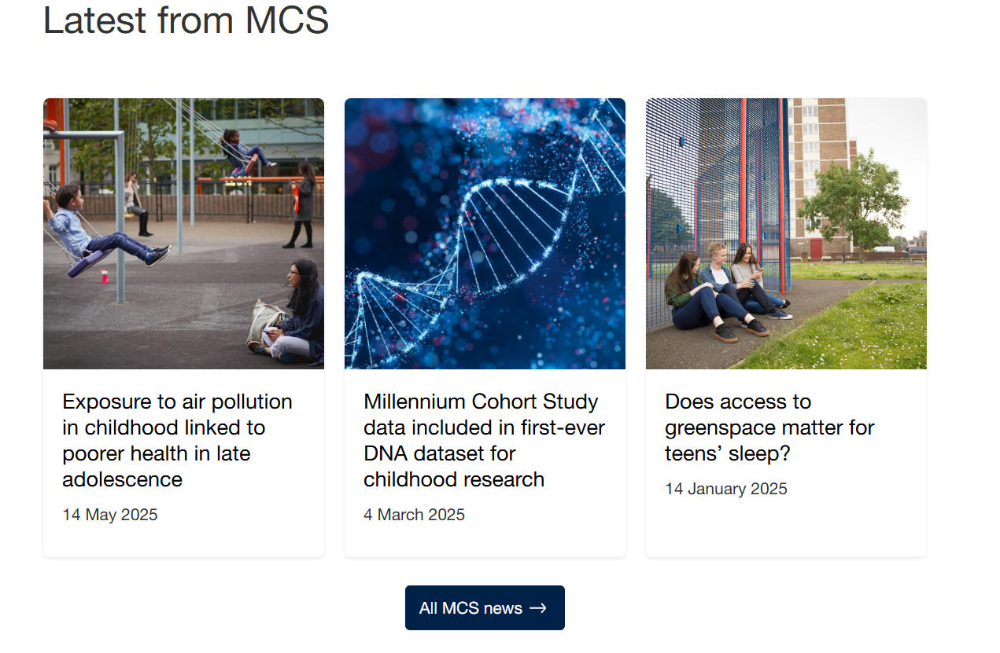 Latest from MCS
Exposure to air pollution
in childhood linked to
poorer health in late
adolescence
14 May 2025
Millennium Cohort Study
data included in first-ever
DNA dataset for
childhood research
4 March 2025
Does access to
greenspace matter for
teens’ sleep?
14 January 2025
All MCS news →